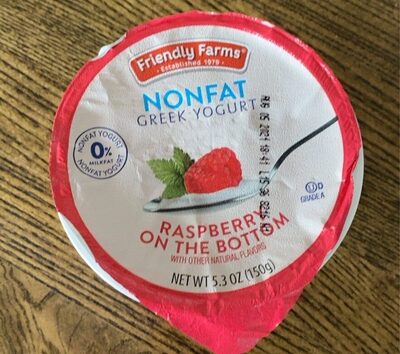 Friendly Farms®
Established 1979
NONFAT
GREEK YOGURT
NONFAT YOGURT
0%
MILKFAT
NONFAT YOGURT
U D
GRADE A
RASPBERRY
ON THE BOTTOM
WITH OTHER NATURAL FLAVORS
NET WT 5.3 OZ (150g)